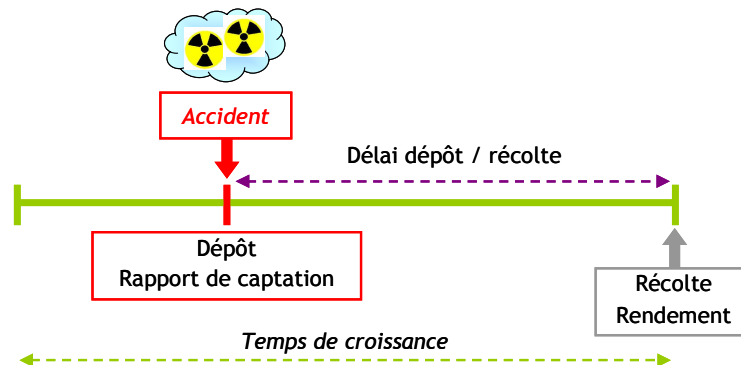 Accident
Délai dépôt / récolte
Dépôt
Rapport de captation
Récolte
Rendement
Temps de croissance